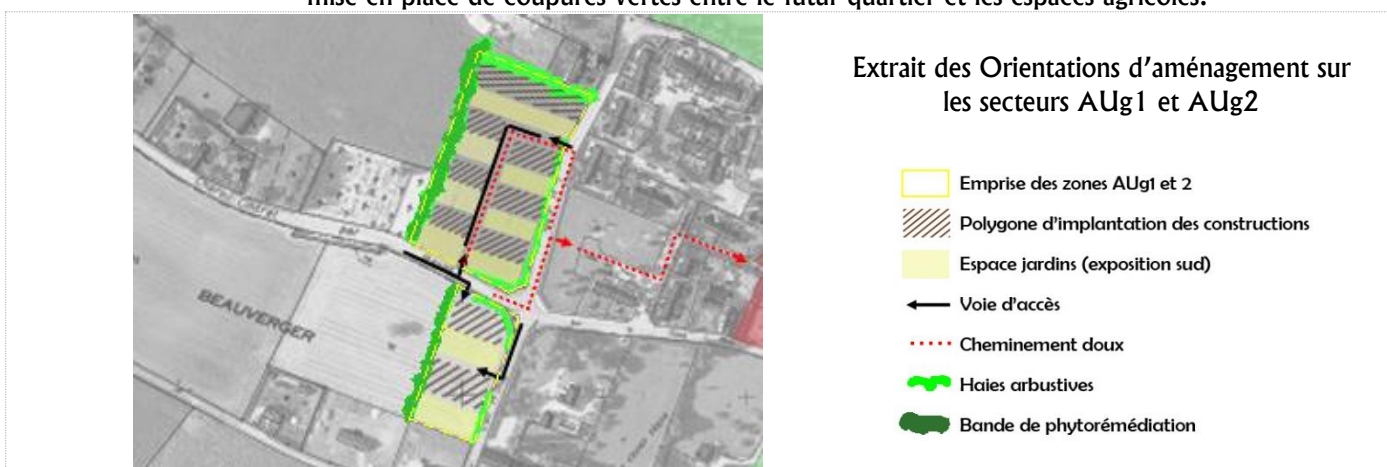 mise en place de coupures vertes entre le futur quartier et les espaces agricoles.
Extrait des Orientations d’aménagement sur
les secteurs AUg1 et AUg2
Emprise des zones AUg1 et 2
Polygone d’implantation des constructions
Espace jardins (exposition sud)
Voie d’accès
Cheminement doux
Haies arbustives
Bande de phytorémédiation
BEAUVERGER